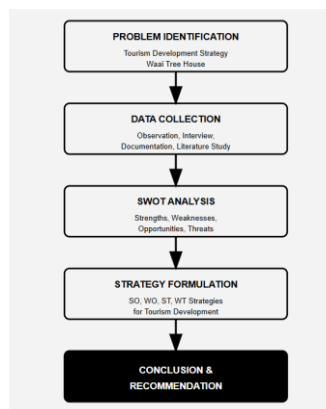 PROBLEM IDENTIFICATION
Tourism Development Strategy
Waai Tree House
DATA COLLECTION
Observation, Interview,
Documentation, Literature Study
SWOT ANALYSIS
Strengths, Weaknesses,
Opportunities, Threats
STRATEGY FORMULATION
SO, WO, ST, WT Strategies
for Tourism Development
CONCLUSION &
RECOMMENDATION